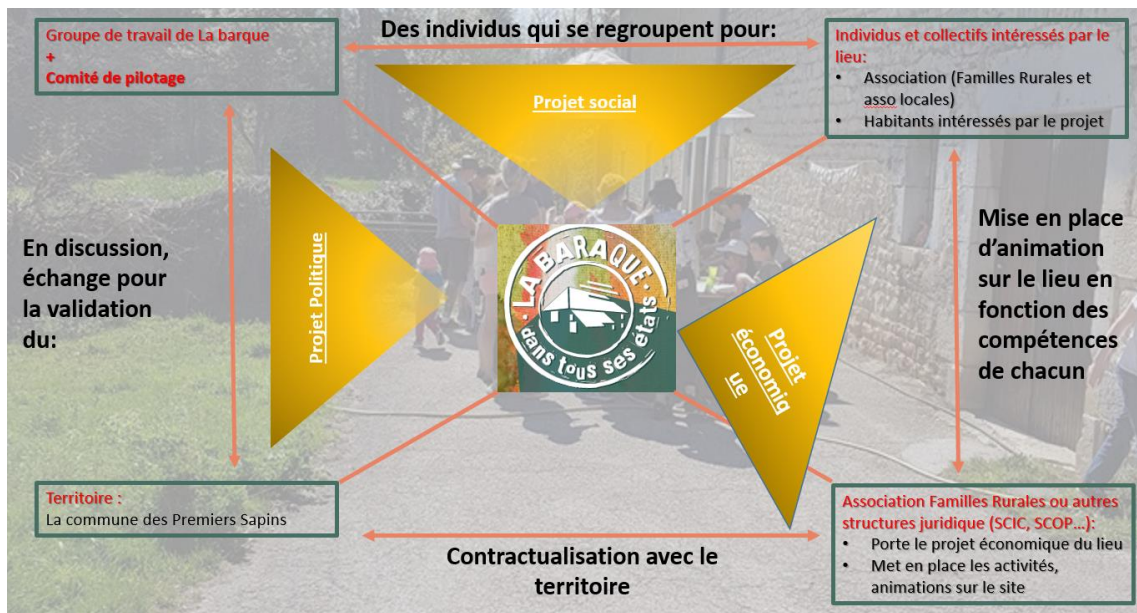 Groupe de travail de La barque
+
Comité de pilotage
Des individus qui se regroupent pour:
Individus et collectifs intéressés par le
lieu:
• Association (Familles Rurales et
asso locales)
• Habitants intéressés par le projet
Projet social
En discussion,
échange pour
la validation
du:
Projet Politique
LA BARAQUE
dans tous ses états
Projet
économiq
ue
Mise en place
d’animation
sur le lieu en
fonction des
compétences
de chacun
Territoire :
La commune des Premiers Sapins
Contractualisation avec le
territoire
Association Familles Rurales ou autres
structures juridique (SCIC, SCOP…):
• Porte le projet économique du lieu
• Met en place les activités,
animations sur le site